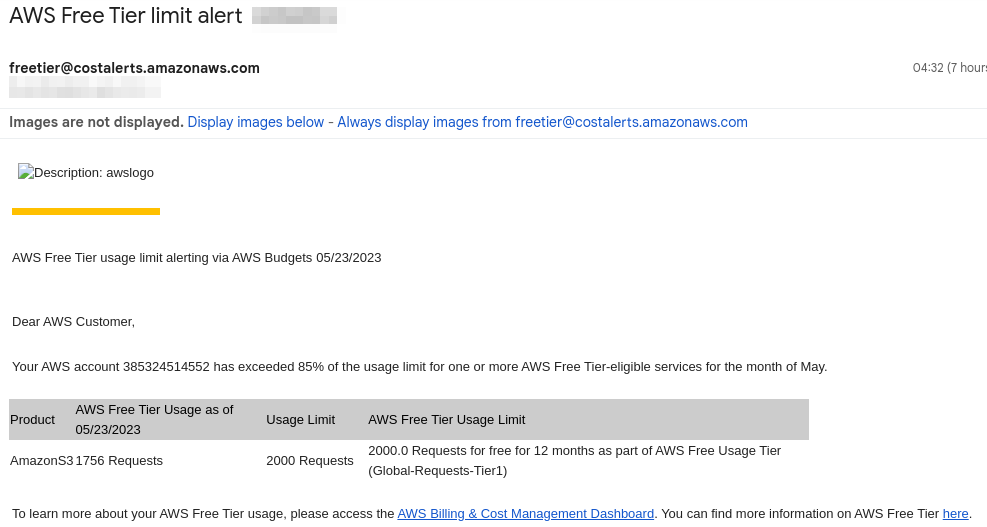 AWS Free Tier limit alert
freetier@costalerts.amazonaws.com
04:32 (7 hours
Images are not displayed. Display images below - Always display images from freetier@costalerts.amazonaws.com
Description: awslogo
AWS Free Tier usage limit alerting via AWS Budgets 05/23/2023
Dear AWS Customer,
Your AWS account 385324514552 has exceeded 85% of the usage limit for one or more AWS Free Tier-eligible services for the month of May.
Product AWS Free Tier Usage as of 05/23/2023 Usage Limit AWS Free Tier Usage Limit
AmazonS3 1756 Requests 2000 Requests 2000.0 Requests for free for 12 months as part of AWS Free Usage Tier (Global-Requests-Tier1)
To learn more about your AWS Free Tier usage, please access the AWS Billing & Cost Management Dashboard. You can find more information on AWS Free Tier here.